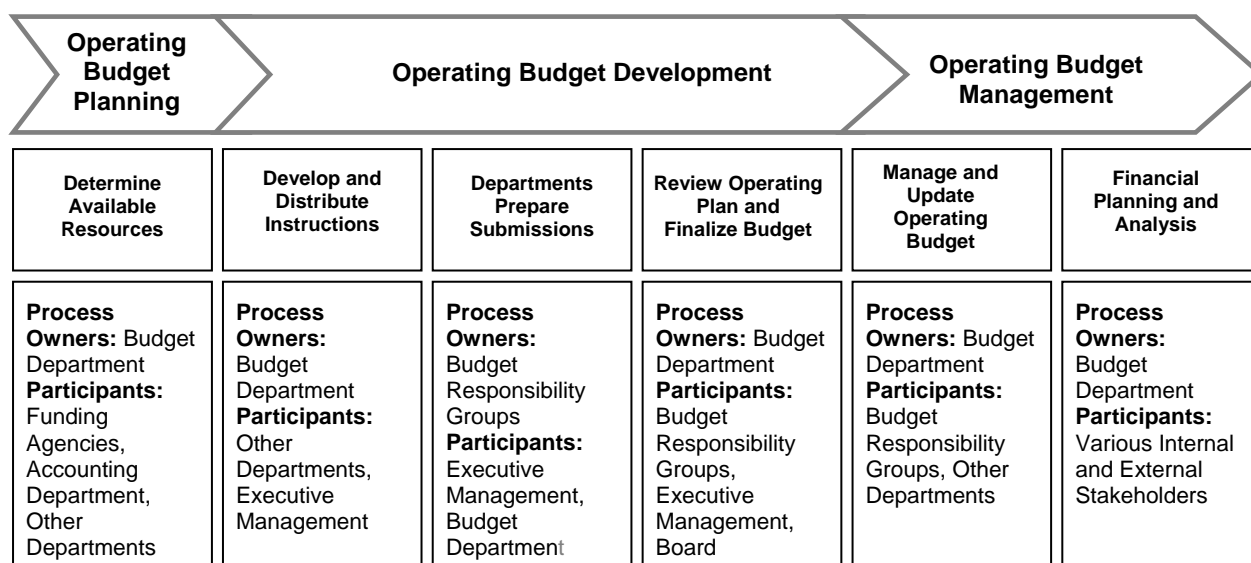 Operating
Budget
Planning
Operating Budget Development
Operating Budget
Management
Determine
Available
Resources
Develop and
Distribute
Instructions
Departments
Prepare
Submissions
Review Operating
Plan and
Finalize Budget
Manage and
Update
Operating
Budget
Financial
Planning and
Analysis
Process
Owners: Budget
Department
Participants:
Funding
Agencies,
Accounting
Department,
Other
Departments
Process
Owners:
Budget
Department
Participants:
Other
Departments,
Executive
Management
Process
Owners:
Budget
Responsibility
Groups
Participants:
Executive
Management,
Budget
Department
Process
Owners: Budget
Department
Participants:
Budget
Responsibility
Groups,
Executive
Management,
Board
Process
Owners: Budget
Department
Participants:
Budget
Responsibility
Groups, Other
Departments
Process
Owners:
Budget
Department
Participants:
Various Internal
and External
Stakeholders